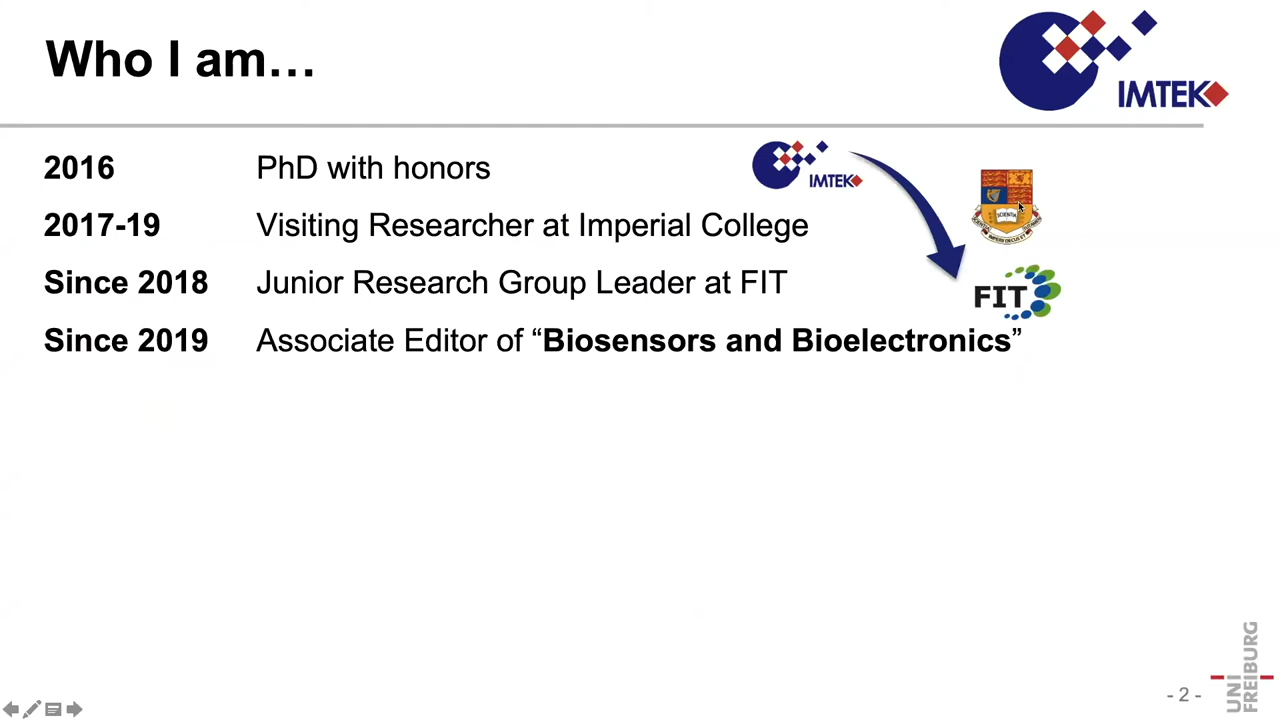 Who I am…
IMTEK
2016 PhD with honors
IMTEK
2017-19 Visiting Researcher at Imperial College
SCIENTIA
Since 2018 Junior Research Group Leader at FIT
FIT
Since 2019 Associate Editor of “Biosensors and Bioelectronics”
- 2 -
UNI
FREIBURG